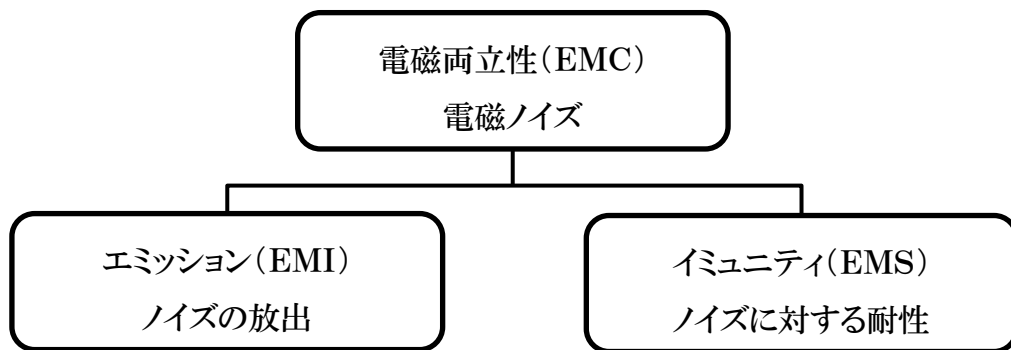 電磁両立性(EMC)
電磁ノイズ
エミッション(EMI)
ノイズの放出
イミュニティ(EMS)
ノイズに対する耐性